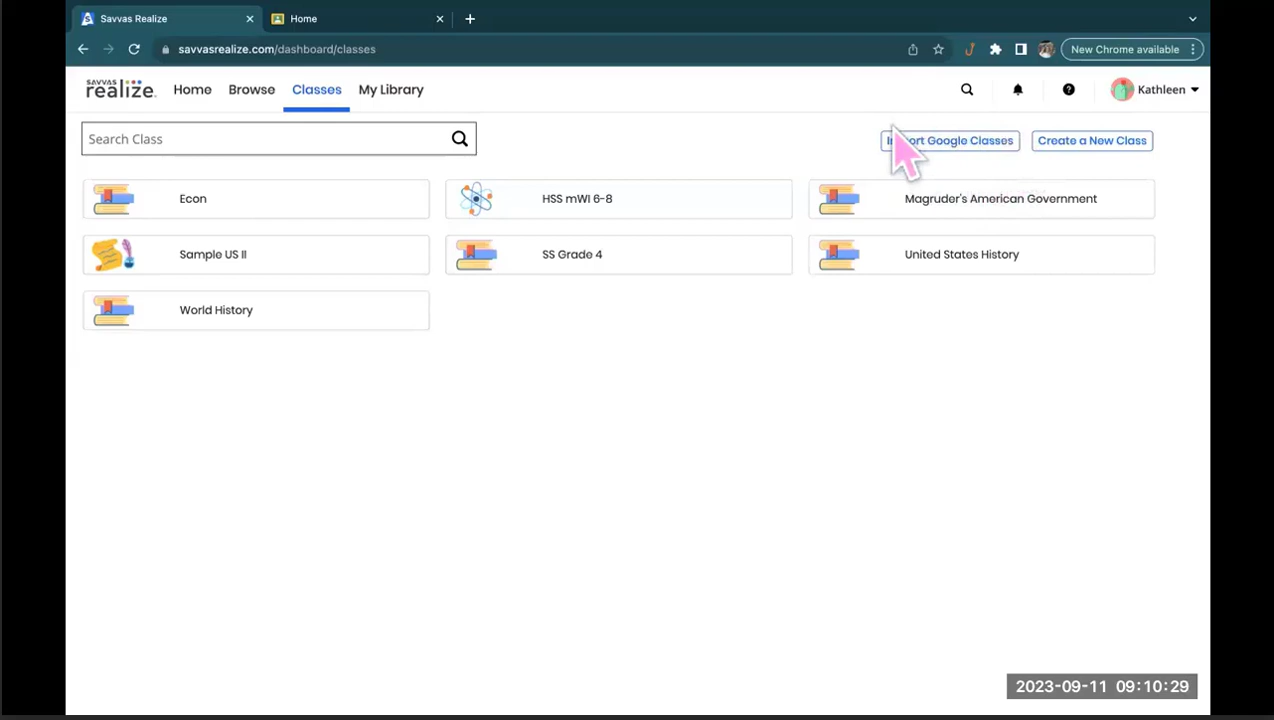 Savvas Realize
Home
savvasrealize.com/dashboard/classes
New Chrome available
SAVVAS
realize
Home
Browse
Classes
My Library
Kathleen
Search Class
Import Google Classes
Create a New Class
Econ
HSS mWI 6-8
Magruder's American Government
Sample US II
SS Grade 4
United States History
World History
2023-09-11 09:10:29